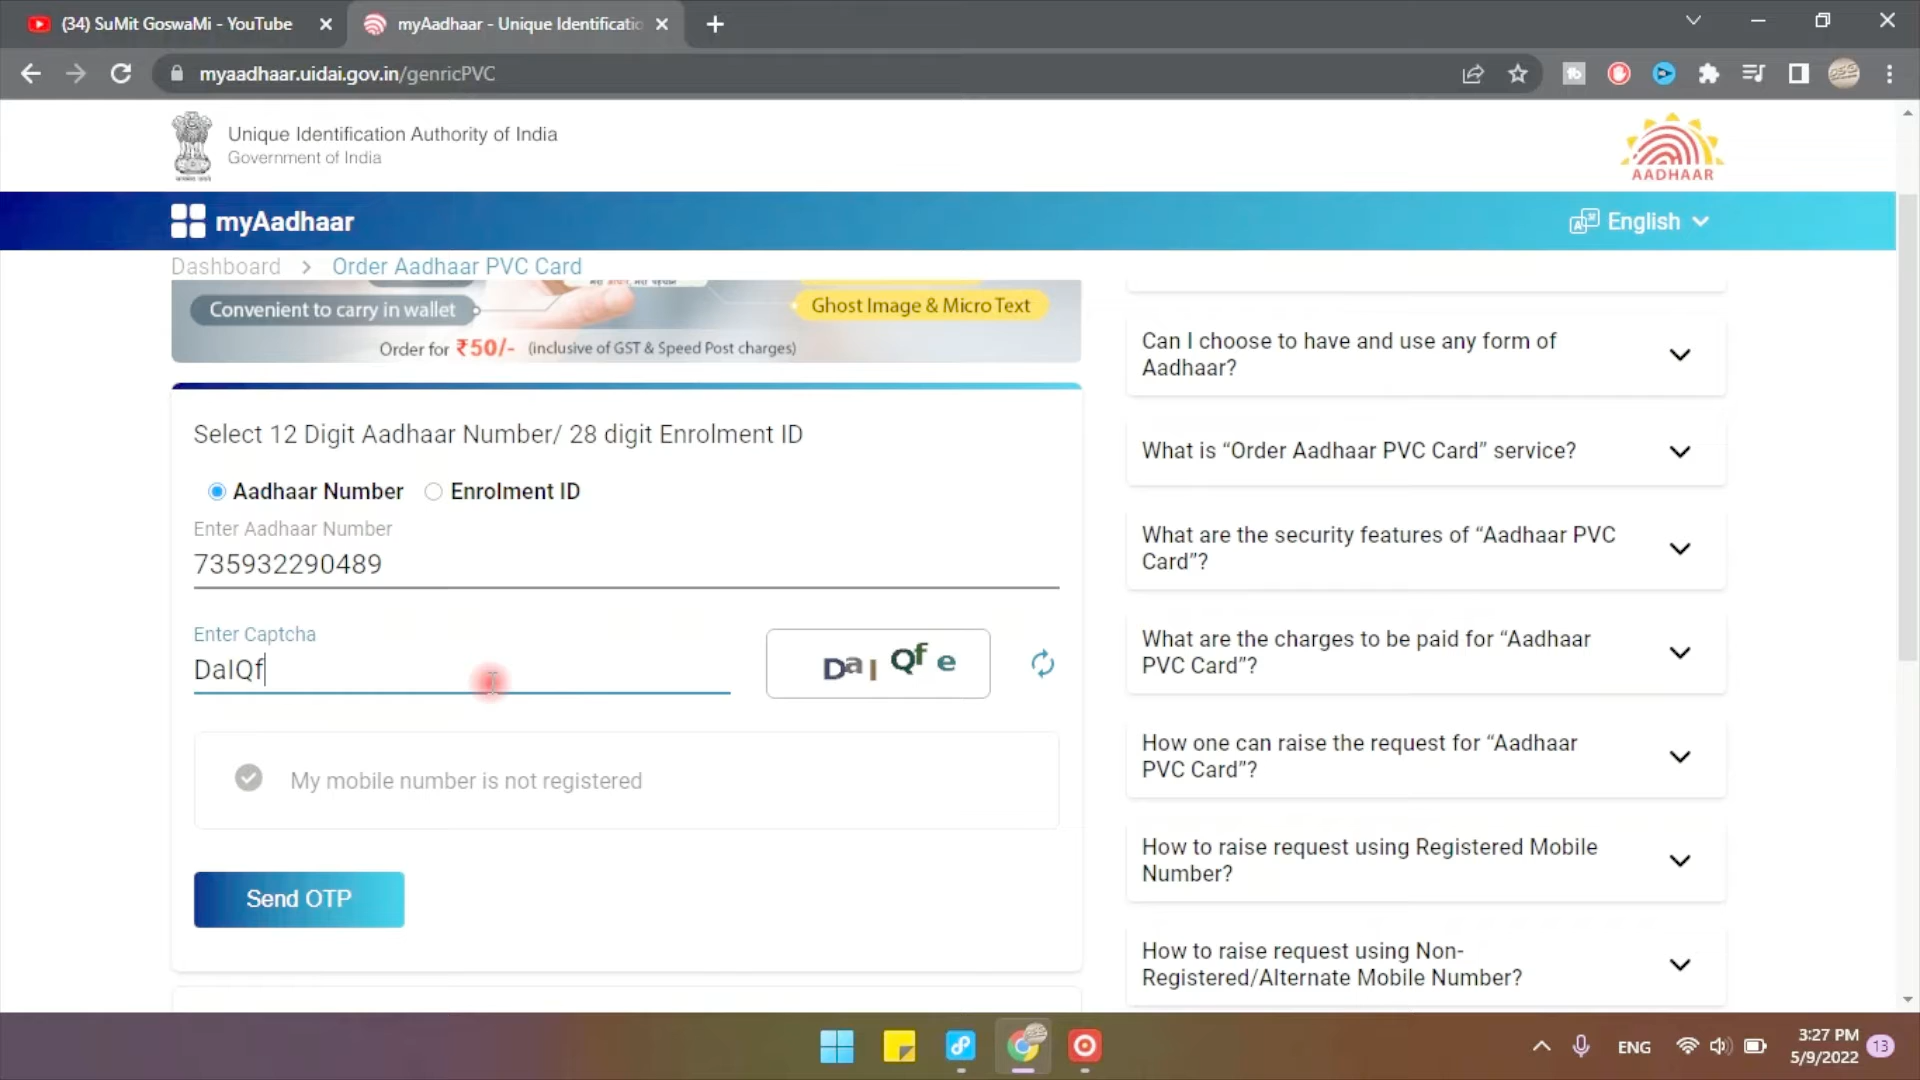 (34) SuMit GoswaMi - YouTube
myAadhaar - Unique Identificatio
myaadhaar.uidai.gov.in/genricPVC
Unique Identification Authority of India
Government of India
AADHAAR
myAadhaar
English
Dashboard > Order Aadhaar PVC Card
Convenient to carry in wallet
Ghost Image & Micro Text
Order for ₹50/- (inclusive of GST & Speed Post charges)
Select 12 Digit Aadhaar Number/ 28 digit Enrolment ID
Aadhaar Number
Enrolment ID
Enter Aadhaar Number
735932290489
Enter Captcha
DaIQf
DaI Qf e
My mobile number is not registered
Send OTP
Can I choose to have and use any form of
Aadhaar?
What is “Order Aadhaar PVC Card” service?
What are the security features of “Aadhaar PVC
Card”?
What are the charges to be paid for “Aadhaar
PVC Card”?
How one can raise the request for “Aadhaar
PVC Card”?
How to raise request using Registered Mobile
Number?
How to raise request using Non-
Registered/Alternate Mobile Number?
ENG
3:27 PM
5/9/2022
13